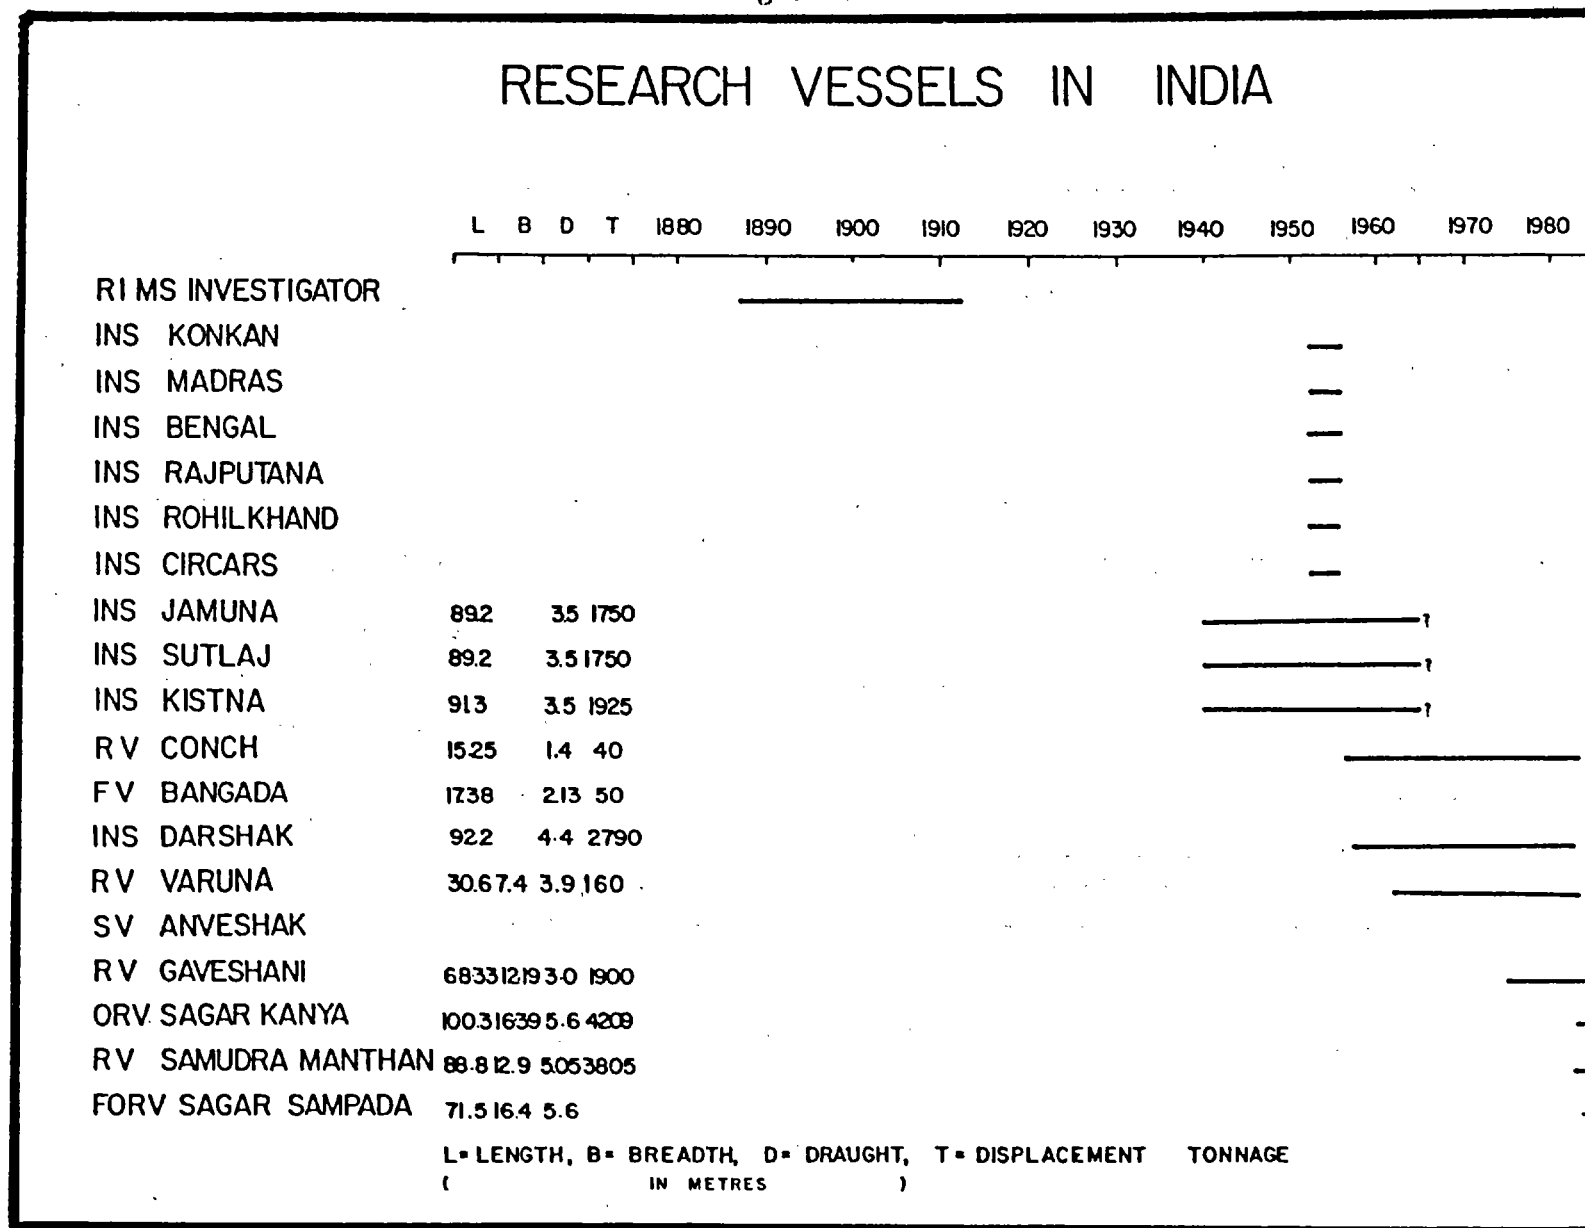 RESEARCH VESSELS IN INDIA
L B D T 1880 1890 1900 1910 1920 1930 1940 1950 1960 1970 1980
RIMS INVESTIGATOR
INS KONKAN
INS MADRAS
INS BENGAL
INS RAJPUTANA
INS ROHILKHAND
INS CIRCARS
INS JAMUNA 89.2 3.5 1750 ?
INS SUTLAJ 89.2 3.5 1750 ?
INS KISTNA 91.3 3.5 1925 ?
RV CONCH 15.25 1.4 40
FV BANGADA 17.38 2.13 50
INS DARSHAK 92.2 4.4 2790
RV VARUNA 30.6 7.4 3.9 160
SV ANVESHAK
RV GAVESHANI 68.33 12.19 3.0 1900
ORV SAGAR KANYA 100.3 16.39 5.6 4209
RV SAMUDRA MANTHAN 88.8 12.9 5.05 3805
FORV SAGAR SAMPADA 71.5 16.4 5.6
L= LENGTH, B= BREADTH, D= DRAUGHT, T= DISPLACEMENT TONNAGE
( IN METRES )